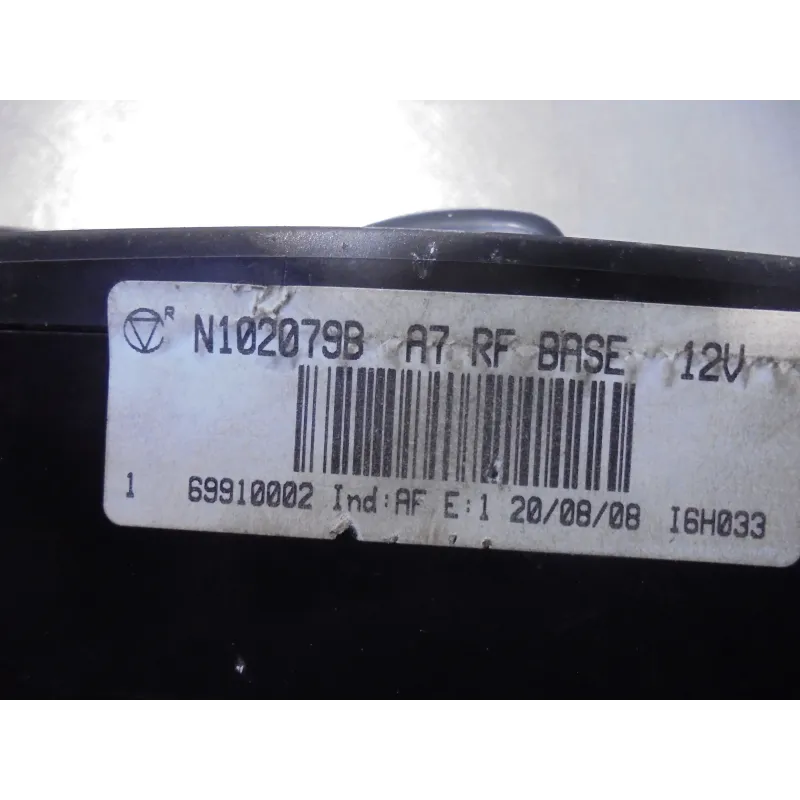 R N102079B A7 RF BASE 12V
1 69910002 Ind:AF E:1 20/08/08 I6H033